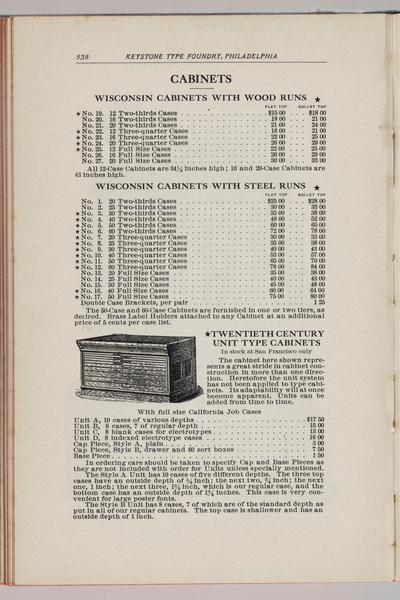 538 KEYSTONE TYPE FOUNDRY, PHILADELPHIA
CABINETS
WISCONSIN CABINETS WITH WOOD RUNS ★
FLAT TOP GALLEY TOP
★No. 19. 12 Two-thirds Cases $15 00 $18 00
No. 20. 16 Two-thirds Cases 18 00 21 00
No. 21. 20 Two-thirds Cases 21 00 24 00
★No. 22. 12 Three-quarter Cases 18 00 21 00
★No. 23. 16 Three-quarter Cases 22 00 25 00
★No. 24. 20 Three-quarter Cases 26 00 29 00
No. 25. 12 Full Size Cases 22 00 25 00
No. 26. 16 Full Size Cases 26 00 29 00
No. 27. 20 Full Size Cases 30 00 33 00
All 12-Case Cabinets are 34½ inches high; 16 and 20-Case Cabinets are
43 inches high.
WISCONSIN CABINETS WITH STEEL RUNS ★
FLAT TOP GALLEY TOP
No. 1. 20 Two-thirds Cases $25 00 $28 00
No. 2. 25 Two-thirds Cases 30 00 33 00
★No. 3. 30 Two-thirds Cases 35 00 38 00
★No. 4. 40 Two-thirds Cases 48 00 52 00
★No. 5. 50 Two-thirds Cases 60 00 65 00
★No. 6. 60 Two-thirds Cases 72 00 78 00
★No. 7. 20 Three-quarter Cases 30 00 33 00
★No. 8. 25 Three-quarter Cases 35 00 38 00
★No. 9. 30 Three-quarter Cases 40 00 43 00
★No. 10. 40 Three-quarter Cases 53 00 57 00
★No. 11. 50 Three-quarter Cases 65 00 70 00
★No. 12. 60 Three-quarter Cases 78 00 84 00
No. 13. 20 Full Size Cases 35 00 38 00
No. 14. 25 Full Size Cases 40 00 43 00
No. 15. 30 Full Size Cases 45 00 48 00
★No. 16. 40 Full Size Cases 60 00 64 00
★No. 17. 50 Full Size Cases 75 00 80 00
Double Case Brackets, per pair 1 25
The 50-Case and 60-Case Cabinets are furnished in one or two tiers, as
desired. Brass Label Holders attached to any Cabinet at an additional
price of 5 cents per case list.
★TWENTIETH CENTURY
UNIT TYPE CABINETS
In stock at San Francisco only
The cabinet here shown repre-
sents a great stride in cabinet con-
struction in more than one direc-
tion. Heretofore the unit system
has not been applied to type cabi-
nets. Its adaptability will at once
become apparent. Units can be
added from time to time.
With full size California Job Cases
Unit A, 10 cases of various depths $17 50
Unit B, 8 cases, 7 of regular depth 15 00
Unit C, 8 blank cases for electrotypes 13 00
Unit D, 8 indexed electrotype cases 16 00
Cap Piece, Style A, plain 3 00
Cap Piece, Style B, drawer and 60 sort boxes 7 50
Base Piece 1 50
In ordering care should be taken to specify Cap and Base Pieces as
they are not included with order for Units unless specially mentioned.
The Style A Unit has 10 cases of five different depths. The three top
cases have an outside depth of ⅝ inch; the next two, ¾ inch; the next
one, 1 inch; the next three, 1⅜ inch, which is our regular case, and the
bottom case has an outside depth of 1¾ inches. This case is very con-
venient for large poster fonts.
The Style B Unit has 8 cases, 7 of which are of the standard depth as
put in all of our regular cabinets. The top case is shallower and has an
outside depth of 1 inch.